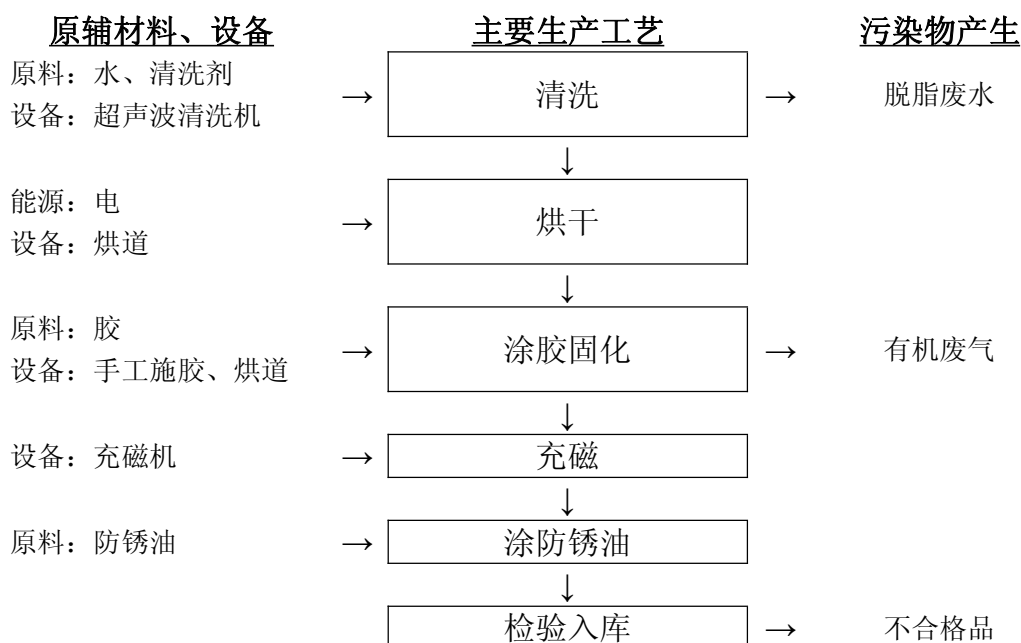 原辅材料、设备 主要生产工艺 污染物产生
原料：水、清洗剂
设备：超声波清洗机 → 清洗 → 脱脂废水
↓
能源：电
设备：烘道 → 烘干
↓
原料：胶
设备：手工施胶、烘道 → 涂胶固化 → 有机废气
↓
设备：充磁机 → 充磁
↓
原料：防锈油 → 涂防锈油
↓
检验入库 → 不合格品